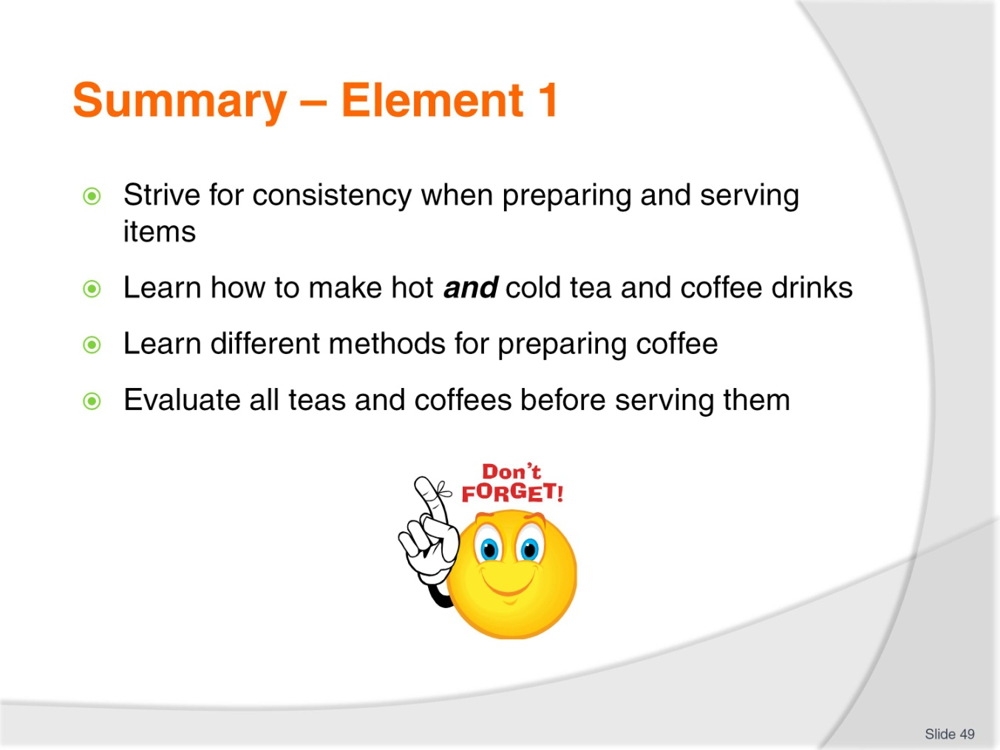 Summary – Element 1
Strive for consistency when preparing and serving
items
Learn how to make hot and cold tea and coffee drinks
Learn different methods for preparing coffee
Evaluate all teas and coffees before serving them
Don't
FORGET!
Slide 49